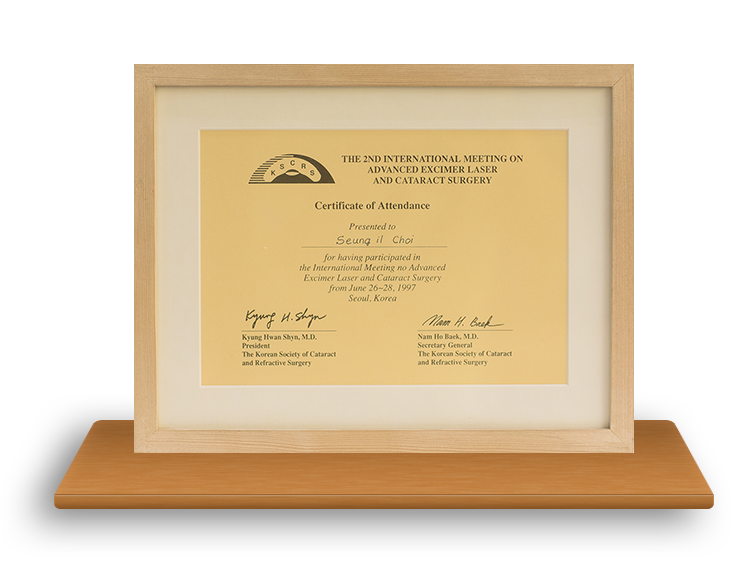 KSCRS
THE 2ND INTERNATIONAL MEETING ON
ADVANCED EXCIMER LASER
AND CATARACT SURGERY
Certificate of Attendance
Presented to
Seung il Choi
for having participated in
the International Meeting no Advanced
Excimer Laser and Cataract Surgery
from June 26~28, 1997
Seoul, Korea
Kyung H. Shyn
Kyung Hwan Shyn, M.D.
President
The Korean Society of Cataract
and Refractive Surgery
Nam H. Baek
Nam Ho Baek, M.D.
Secretary General
The Korean Society of Cataract
and Refractive Surgery